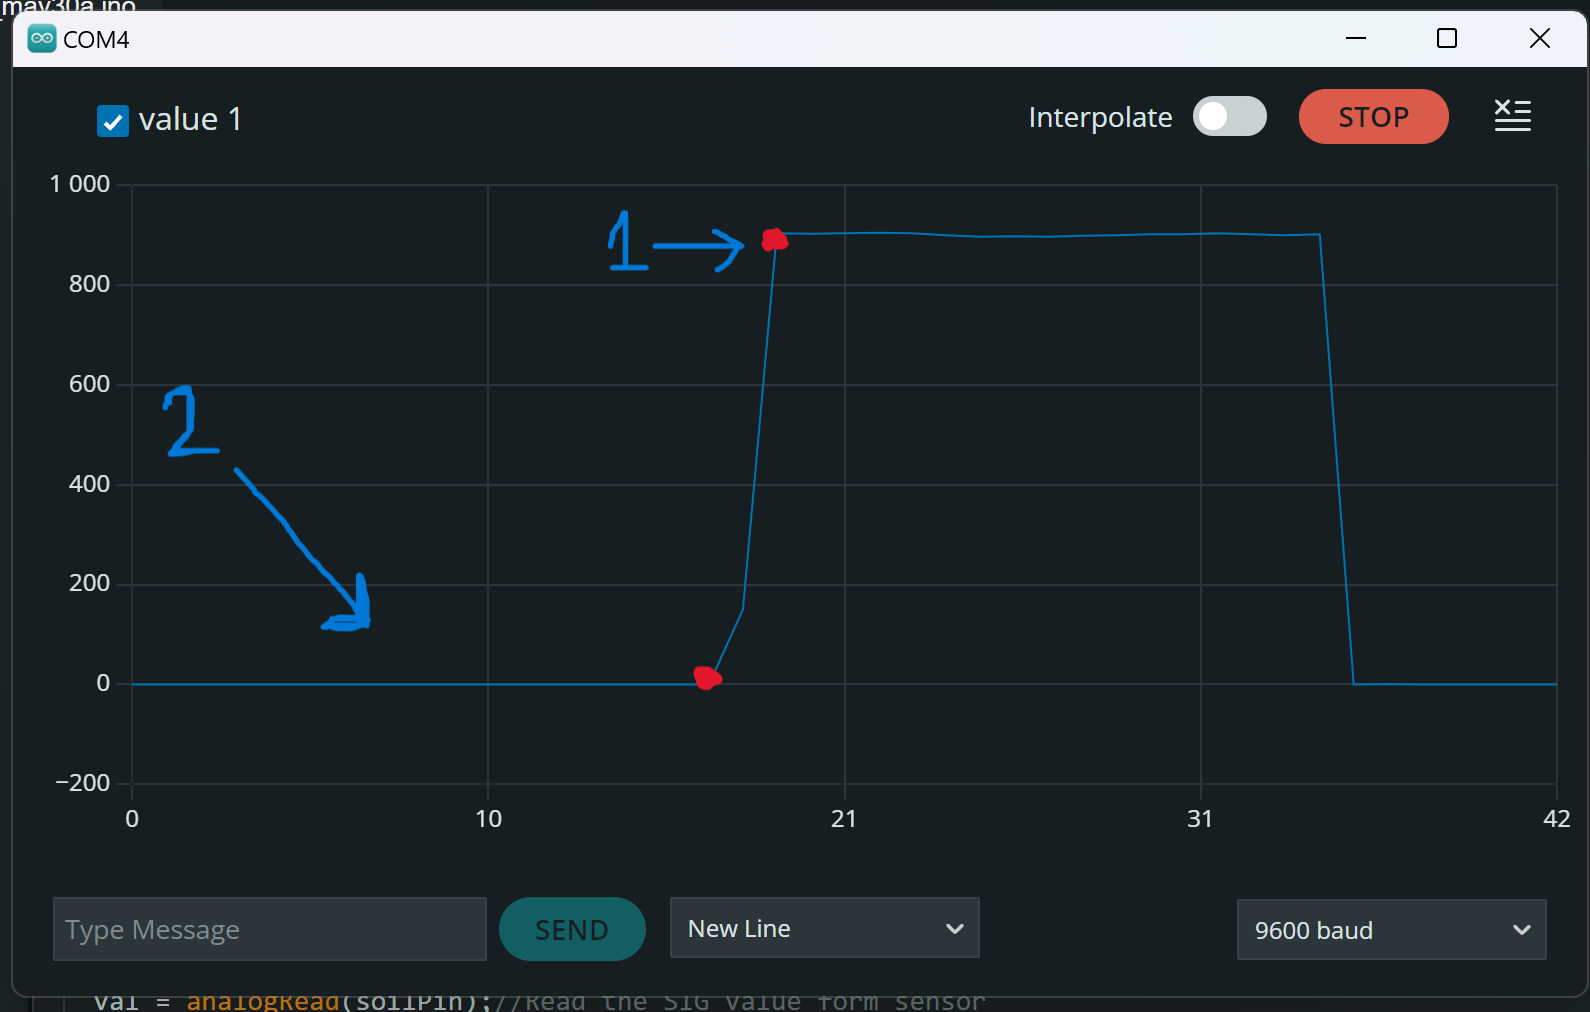 _may30a.ino
COM4
value 1
Interpolate
STOP
1 000
800
600
400
200
0
−200
0 10 21 31 42
1
2
Type Message
SEND
New Line
9600 baud
val = analogRead(soilPin);//Read the SIG value form sensor